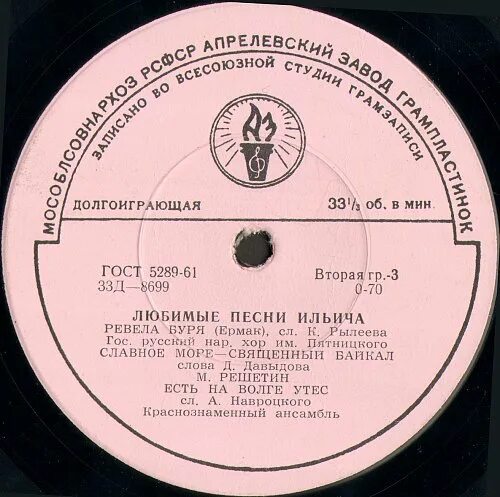 МОСОБЛСОВНАРХОЗ РСФСР АПРЕЛЕВСКИЙ ЗАВОД ГРАМПЛАСТИНОК
ЗАПИСАНО ВО ВСЕСОЮЗНОЙ СТУДИИ ГРАМЗАПИСИ
АЗ
ДОЛГОИГРАЮЩАЯ 33⅓ об. в мин.
ГОСТ 5289-61 Вторая гр.-3
33Д—8699 0-70
ЛЮБИМЫЕ ПЕСНИ ИЛЬИЧА
РЕВЕЛА БУРЯ (Ермак), сл. К. Рылеева
Гос. русский нар. хор им. Пятницкого
СЛАВНОЕ МОРЕ—СВЯЩЕННЫЙ БАЙКАЛ
слова Д. Давыдова
М. РЕШЕТИН
ЕСТЬ НА ВОЛГЕ УТЕС
сл. А. Навроцкого
Краснознаменный ансамбль